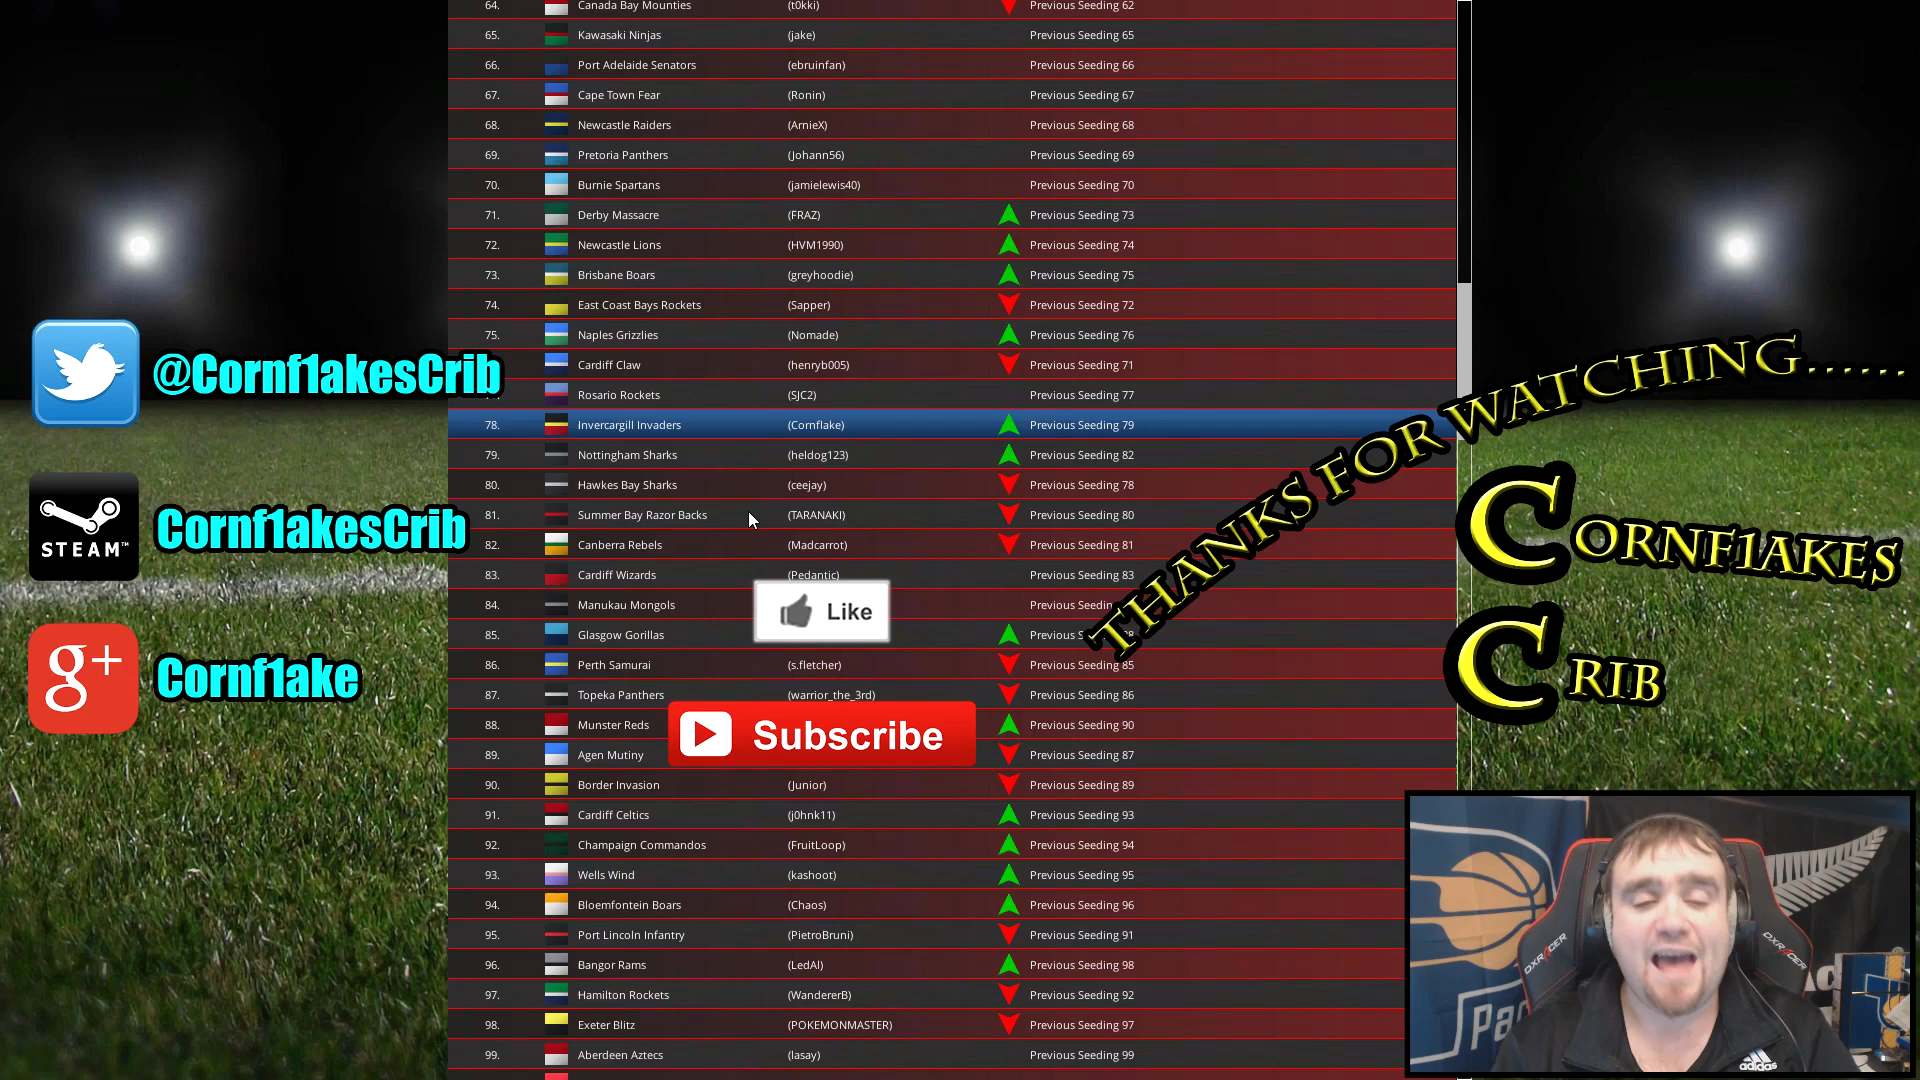 64. Canada Bay Mounties (t0kki) Previous Seeding 62
65. Kawasaki Ninjas (jake) Previous Seeding 65
66. Port Adelaide Senators (ebruinfan) Previous Seeding 66
67. Cape Town Fear (Ronin) Previous Seeding 67
68. Newcastle Raiders (ArnieX) Previous Seeding 68
69. Pretoria Panthers (Johann56) Previous Seeding 69
70. Burnie Spartans (jamielewis40) Previous Seeding 70
71. Derby Massacre (FRAZ) Previous Seeding 73
72. Newcastle Lions (HVM1990) Previous Seeding 74
73. Brisbane Boars (greyhoodie) Previous Seeding 75
74. East Coast Bays Rockets (Sapper) Previous Seeding 72
75. Naples Grizzlies (Nomade) Previous Seeding 76
Cardiff Claw (henryb005) Previous Seeding 71
Rosario Rockets (SJC2) Previous Seeding 77
78. Invercargill Invaders (Cornflake) Previous Seeding 79
79. Nottingham Sharks (heldog123) Previous Seeding 82
80. Hawkes Bay Sharks (ceejay) Previous Seeding 78
81. Summer Bay Razor Backs (TARANAKI) Previous Seeding 80
82. Canberra Rebels (Madcarrot) Previous Seeding 81
83. Cardiff Wizards (Pedantic) Previous Seeding 83
84. Manukau Mongols Previous
85. Glasgow Gorillas Previous
86. Perth Samurai (s.fletcher) Previous Seeding 85
87. Topeka Panthers (warrior_the_3rd) Previous Seeding 86
88. Munster Reds Previous Seeding 90
89. Agen Mutiny Previous Seeding 87
90. Border Invasion (Junior) Previous Seeding 89
91. Cardiff Celtics (j0hnk11) Previous Seeding 93
92. Champaign Commandos (FruitLoop) Previous Seeding 94
93. Wells Wind (kashoot) Previous Seeding 95
94. Bloemfontein Boars (Chaos) Previous Seeding 96
95. Port Lincoln Infantry (PietroBruni) Previous Seeding 91
96. Bangor Rams (LedAl) Previous Seeding 98
97. Hamilton Rockets (WandererB) Previous Seeding 92
98. Exeter Blitz (POKEMONMASTER) Previous Seeding 97
99. Aberdeen Aztecs (lasay) Previous Seeding 99
@Cornf1akesCrib
STEAM™
Cornf1akesCrib
g+
Cornf1ake
Like
Subscribe
THANKS FOR WATCHING......
CORNF1AKES
CRIB
DXRACER
DXRACER
Pac
adidas